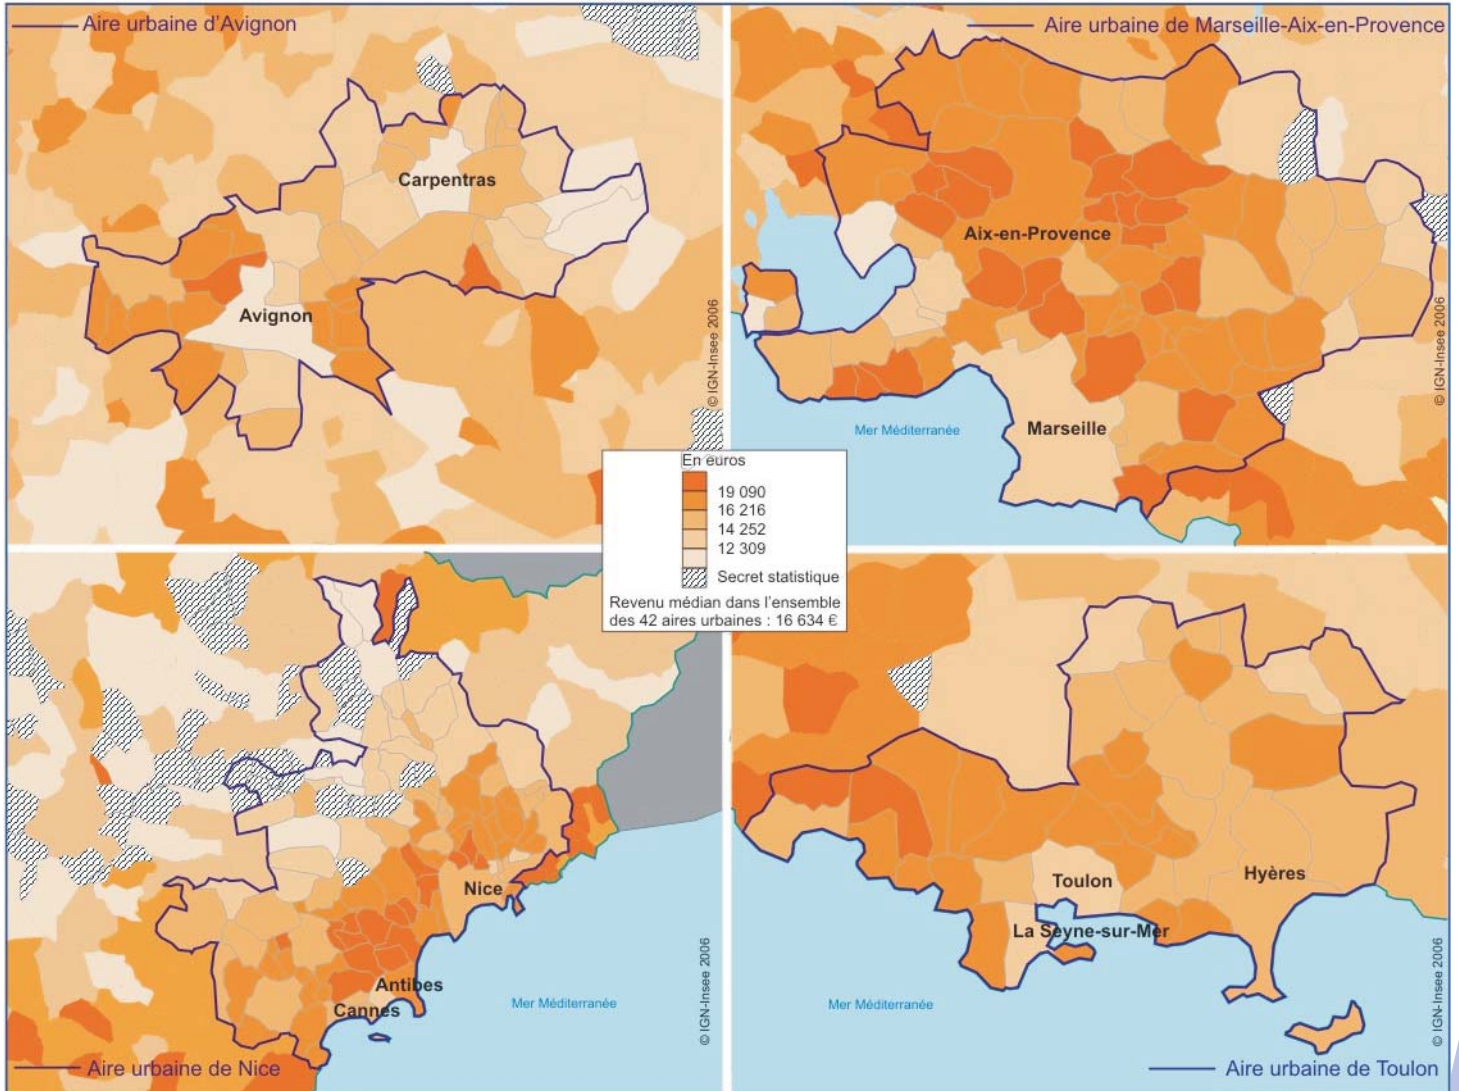 Aire urbaine d'Avignon
Carpentras
Avignon
© IGN-Insee 2006
Aire urbaine de Marseille-Aix-en-Provence
Aix-en-Provence
Marseille
Mer Méditerranée
© IGN-Insee 2006
En euros
19 090
16 216
14 252
12 309
Secret statistique
Revenu médian dans l'ensemble
des 42 aires urbaines : 16 634 €
Nice
Antibes
Cannes
Mer Méditerranée
© IGN-Insee 2006
Aire urbaine de Nice
Toulon
Hyères
La Seyne-sur-Mer
Mer Méditerranée
© IGN-Insee 2006
Aire urbaine de Toulon